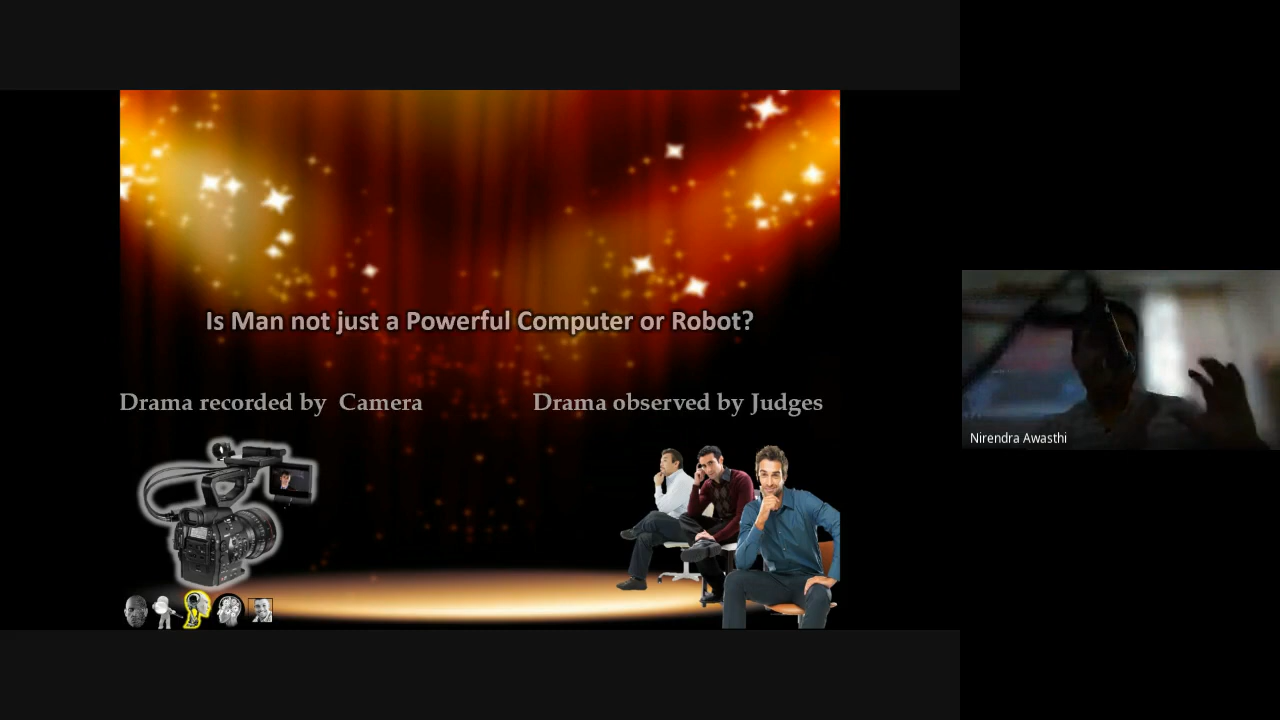 Is Man not just a Powerful Computer or Robot?
Drama recorded by Camera
Drama observed by Judges
Nirendra Awasthi